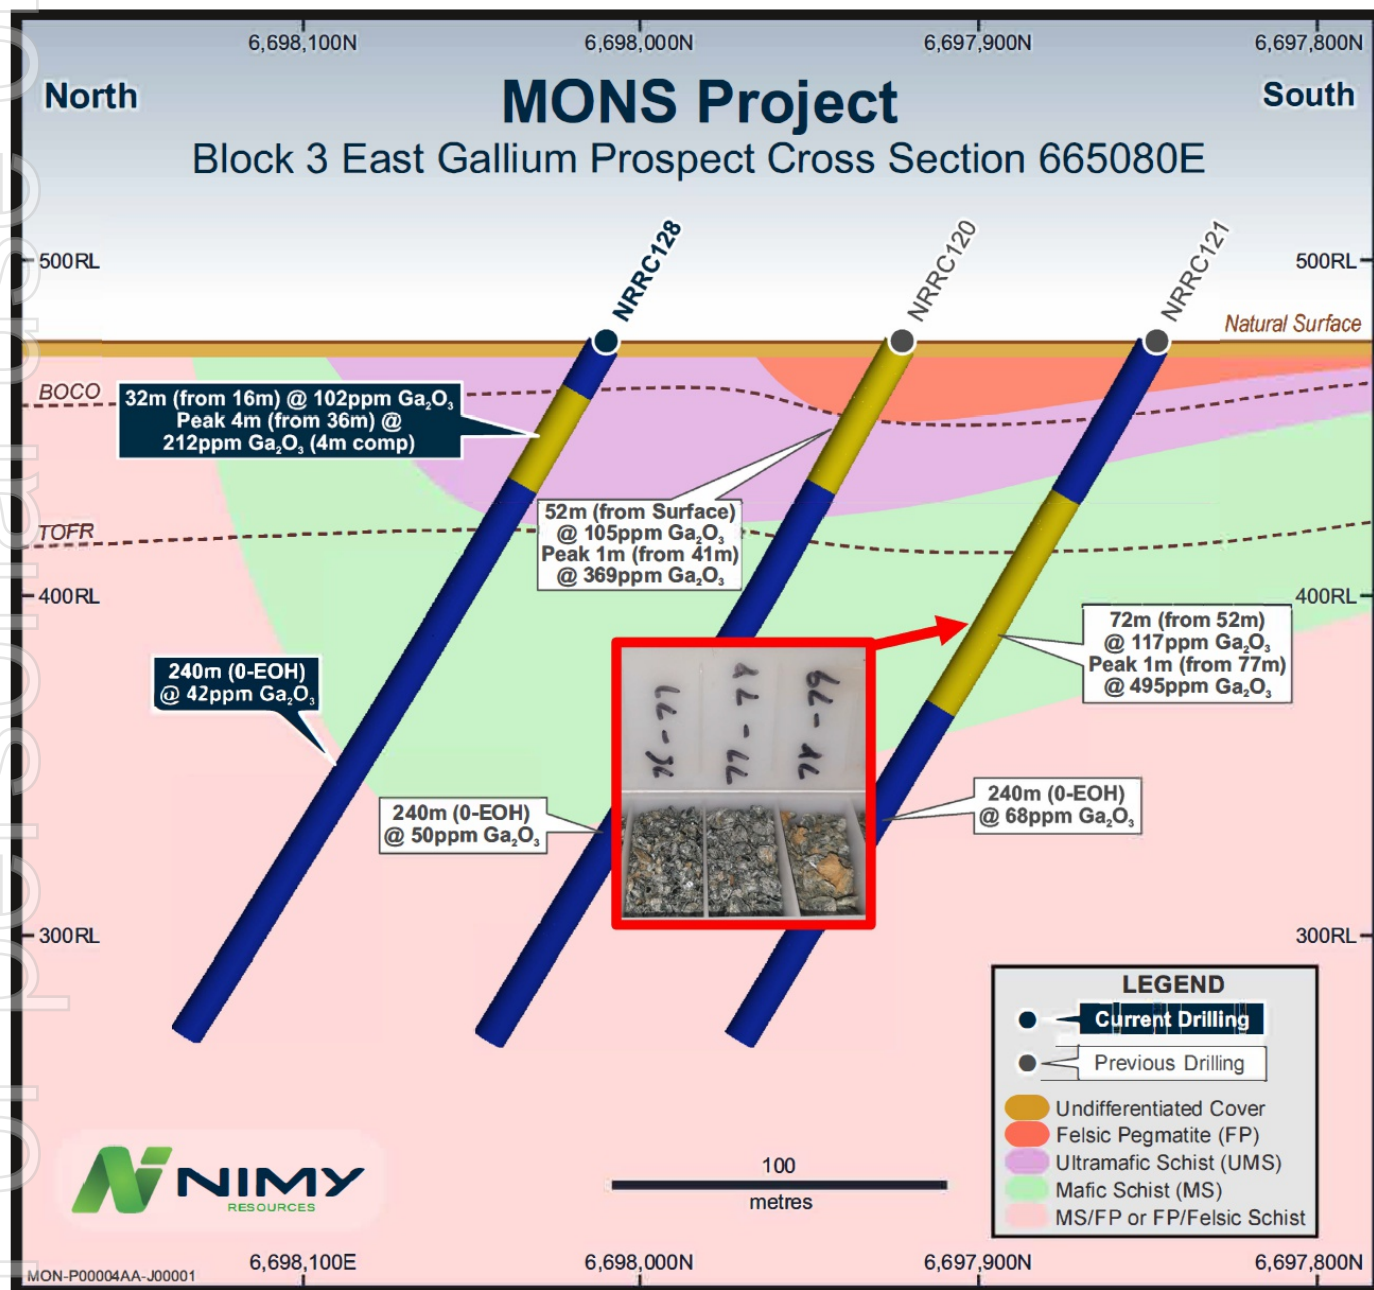 6,698,100N
6,698,000N
6,697,900N
6,697,800N
North
MONS Project
South
Block 3 East Gallium Prospect Cross Section 665080E
NRRC128
NRRC120
NRRC121
500RL
500RL
Natural Surface
BOCO
32m (from 16m) @ 102ppm Ga₂O₃
Peak 4m (from 36m) @
212ppm Ga₂O₃ (4m comp)
52m (from Surface)
@ 105ppm Ga₂O₃
Peak 1m (from 41m)
@ 369ppm Ga₂O₃
TOFR
400RL
400RL
72m (from 52m)
@ 117ppm Ga₂O₃
Peak 1m (from 77m)
@ 495ppm Ga₂O₃
240m (0-EOH)
@ 42ppm Ga₂O₃
240m (0-EOH)
@ 50ppm Ga₂O₃
240m (0-EOH)
@ 68ppm Ga₂O₃
300RL
300RL
LEGEND
Current Drilling
Previous Drilling
Undifferentiated Cover
Felsic Pegmatite (FP)
Ultramafic Schist (UMS)
Mafic Schist (MS)
MS/FP or FP/Felsic Schist
NIMY
RESOURCES
100
metres
MON-P00004AA-J00001
6,698,100E
6,698,000N
6,697,900N
6,697,800N